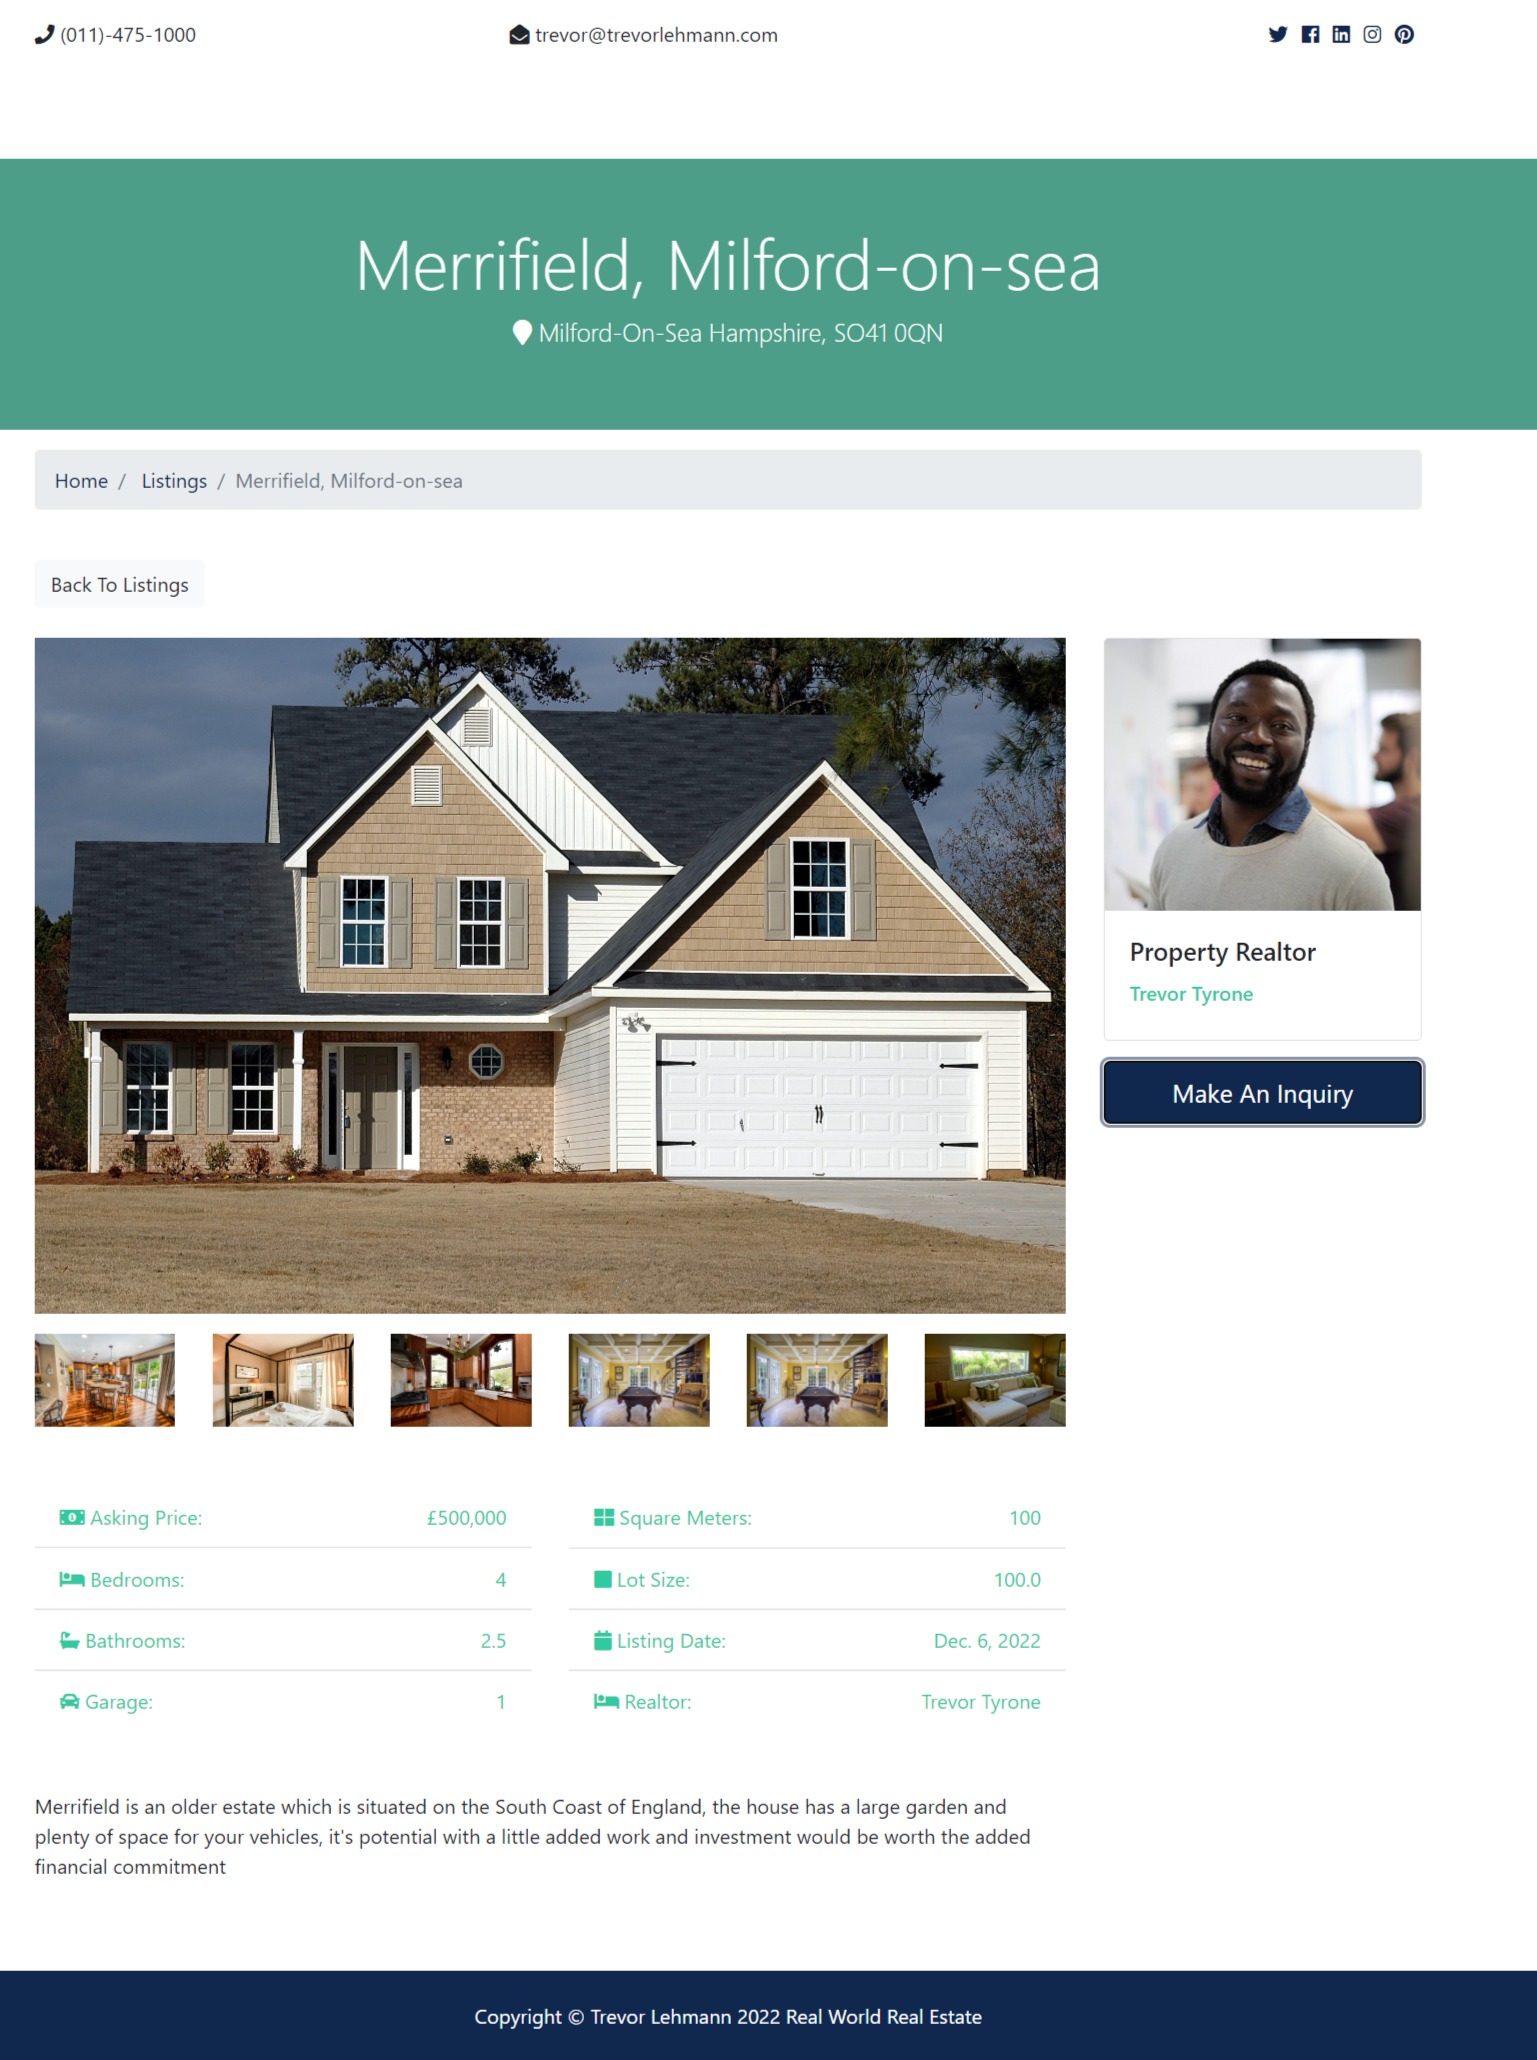 (011)-475-1000
trevor@trevorlehmann.com
Merrifield, Milford-on-sea
Milford-On-Sea Hampshire, SO41 0QN
Home / Listings / Merrifield, Milford-on-sea
Back To Listings
Property Realtor
Trevor Tyrone
Make An Inquiry
Asking Price: £500,000
Bedrooms: 4
Bathrooms: 2.5
Garage: 1
Square Meters: 100
Lot Size: 100.0
Listing Date: Dec. 6, 2022
Realtor: Trevor Tyrone
Merrifield is an older estate which is situated on the South Coast of England, the house has a large garden and
plenty of space for your vehicles, it's potential with a little added work and investment would be worth the added
financial commitment
Copyright © Trevor Lehmann 2022 Real World Real Estate